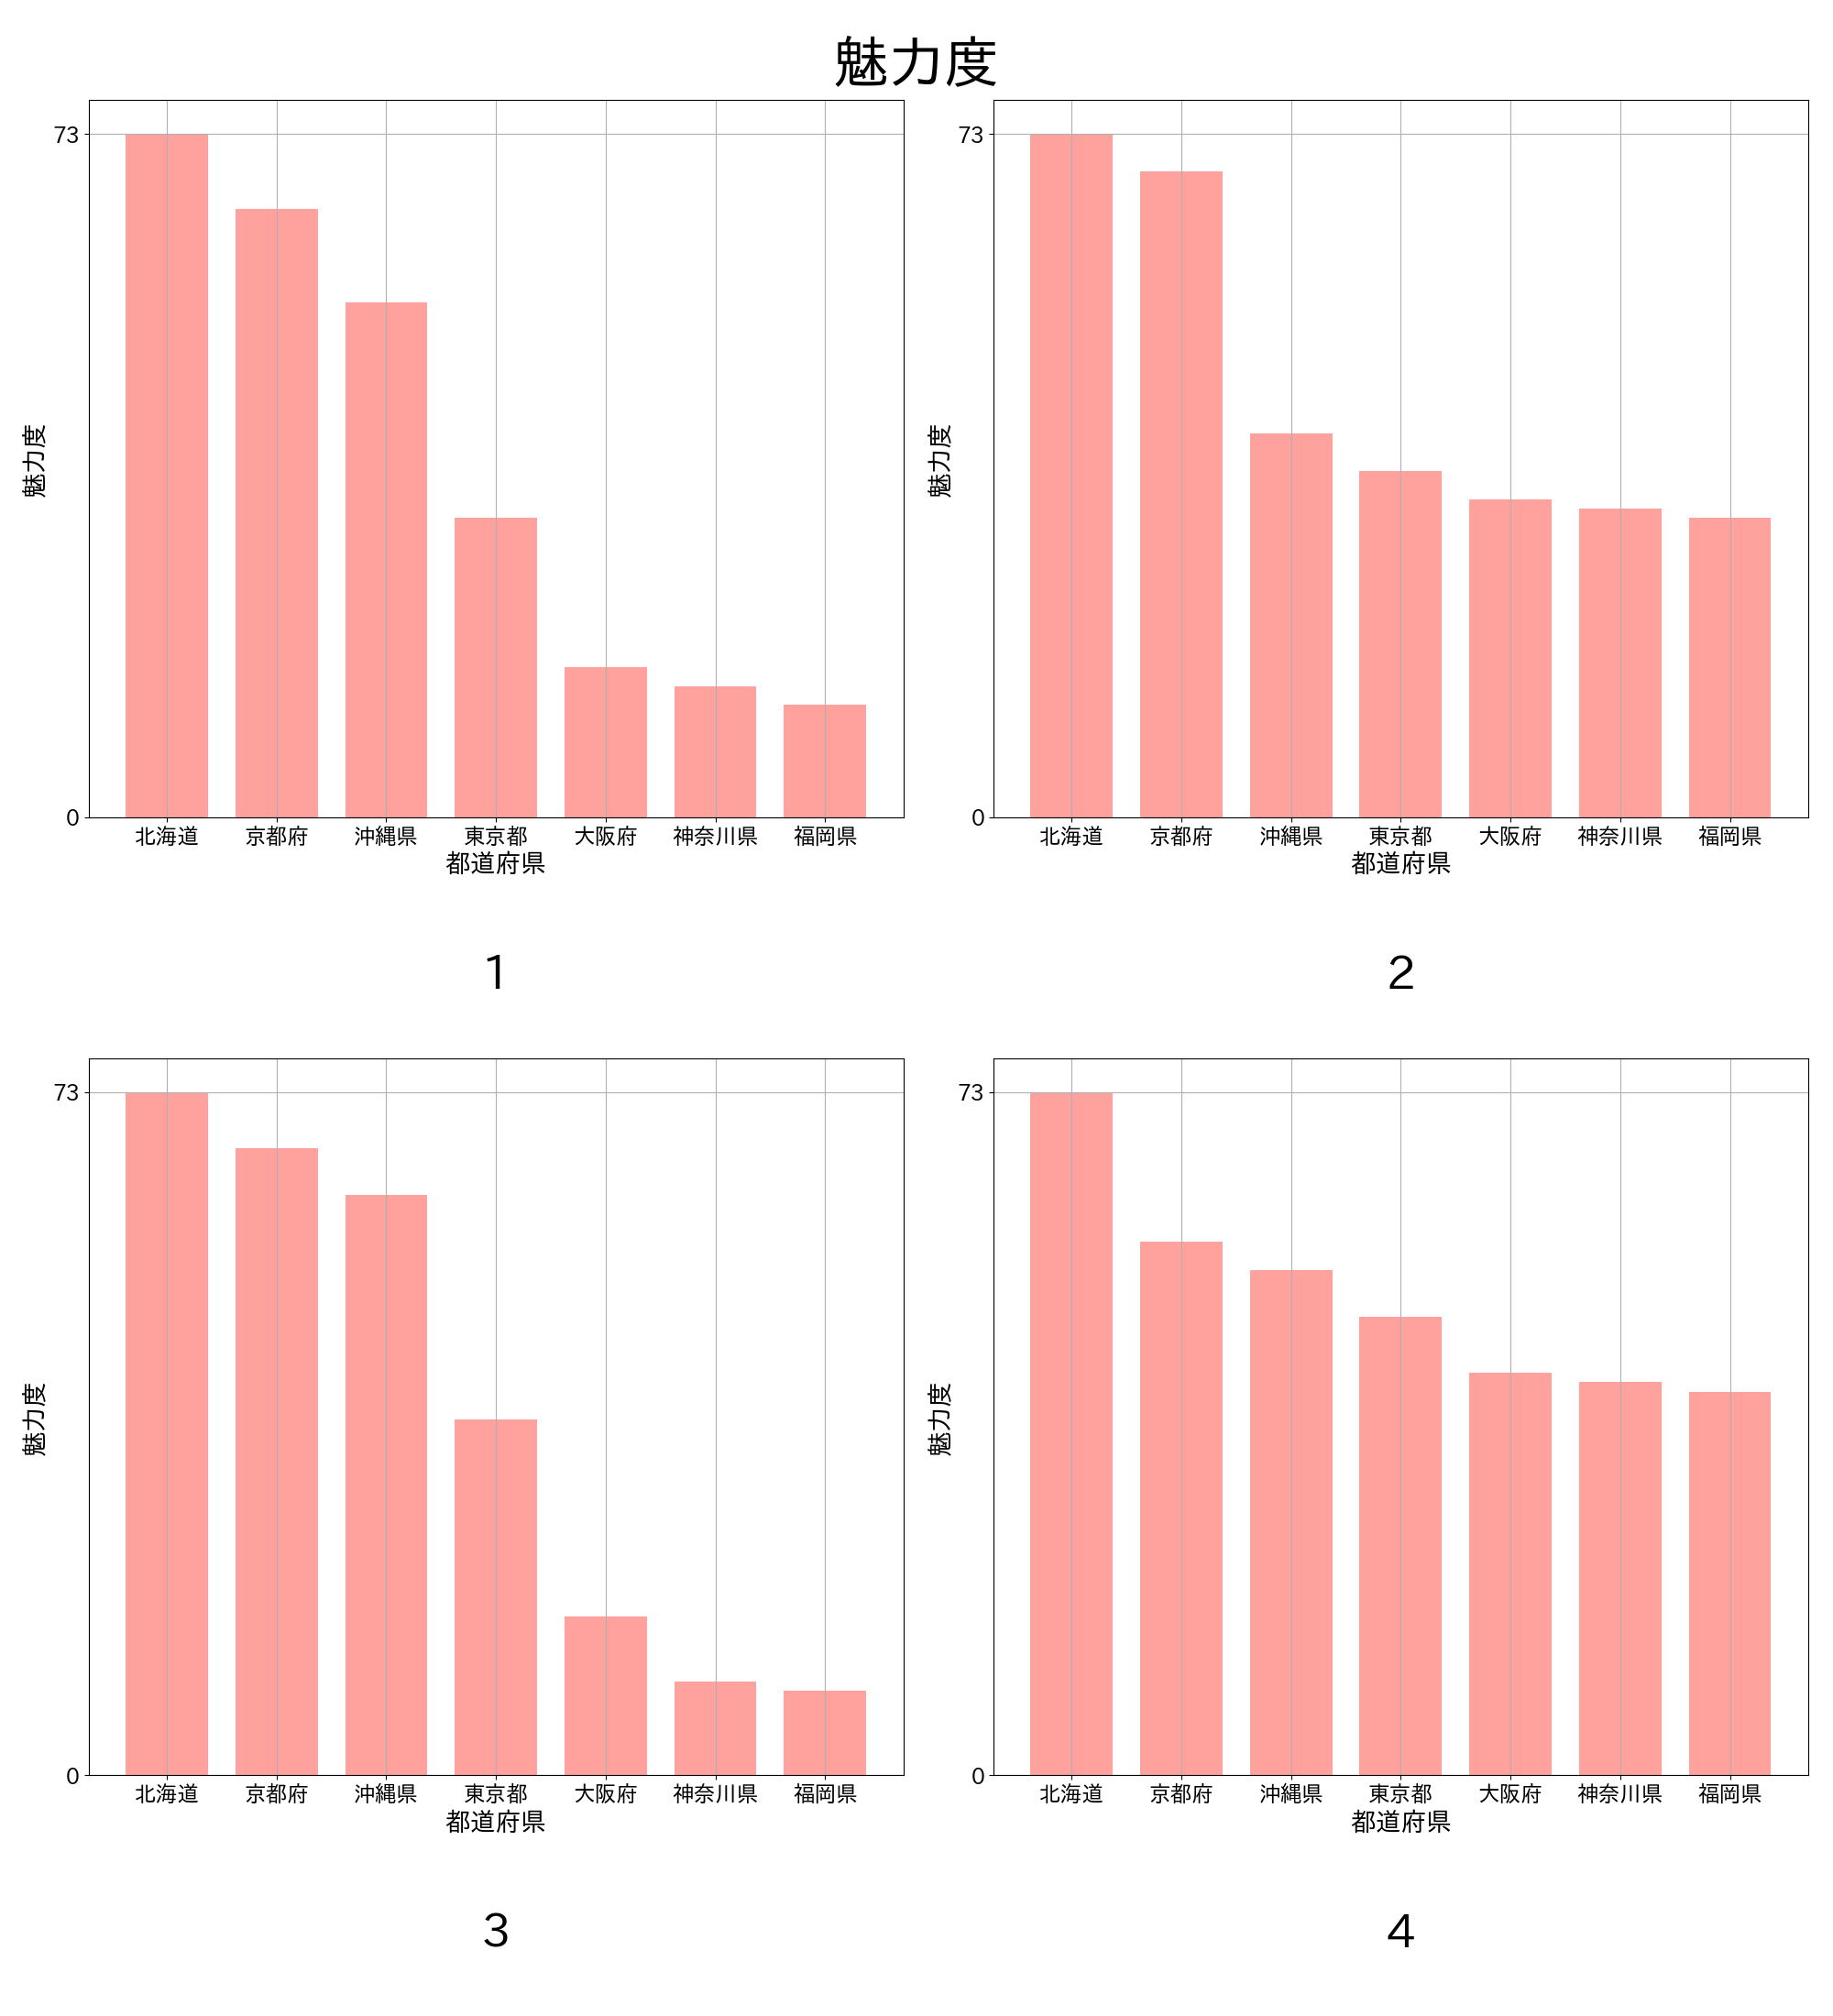 魅力度
73
0
魅力度
北海道 京都府 沖縄県 東京都 大阪府 神奈川県 福岡県
都道府県
1
73
0
魅力度
北海道 京都府 沖縄県 東京都 大阪府 神奈川県 福岡県
都道府県
2
73
0
魅力度
北海道 京都府 沖縄県 東京都 大阪府 神奈川県 福岡県
都道府県
3
73
0
魅力度
北海道 京都府 沖縄県 東京都 大阪府 神奈川県 福岡県
都道府県
4